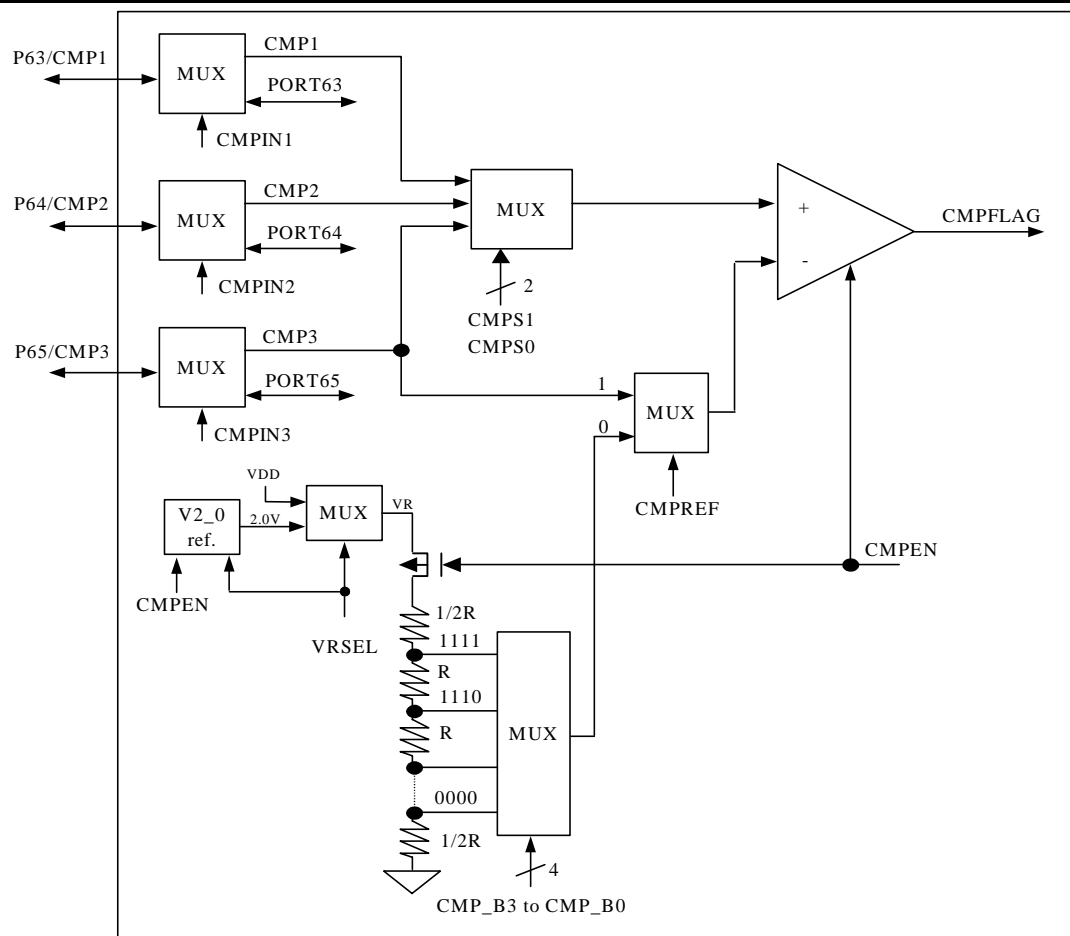 P63/CMP1
MUX
CMP1
PORT63
CMPIN1
P64/CMP2
MUX
CMP2
PORT64
CMPIN2
P65/CMP3
MUX
CMP3
PORT65
CMPIN3
MUX
2
CMPS1
CMPS0
+
-
CMPFLAG
1
0
MUX
CMPREF
VDD
V2_0
ref.
2.0V
MUX
VR
CMPEN
CMPEN
VRSEL
1/2R
1111
R
1110
R
0000
1/2R
MUX
4
CMP_B3 to CMP_B0